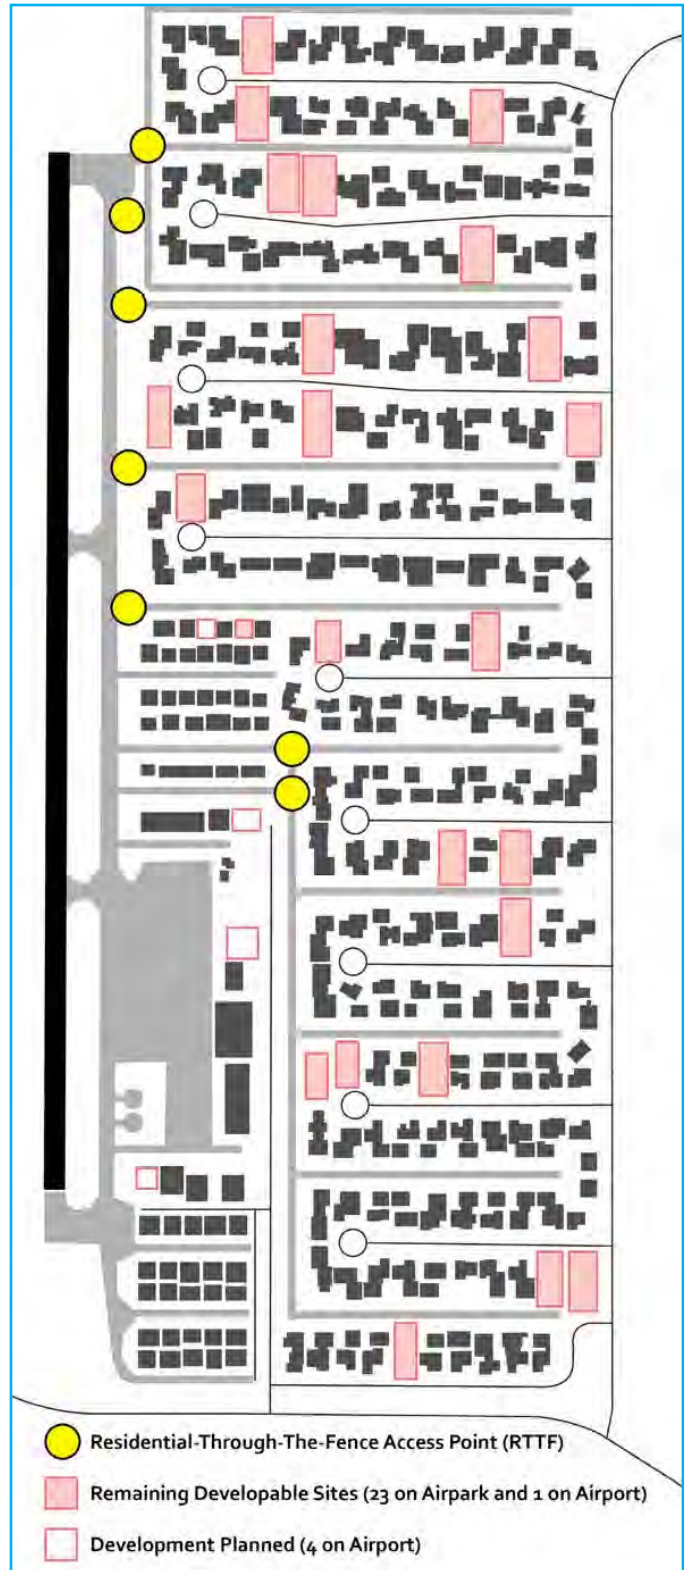 Residential-Through-The-Fence Access Point (RTTF)
Remaining Developable Sites (23 on Airpark and 1 on Airport)
Development Planned (4 on Airport)